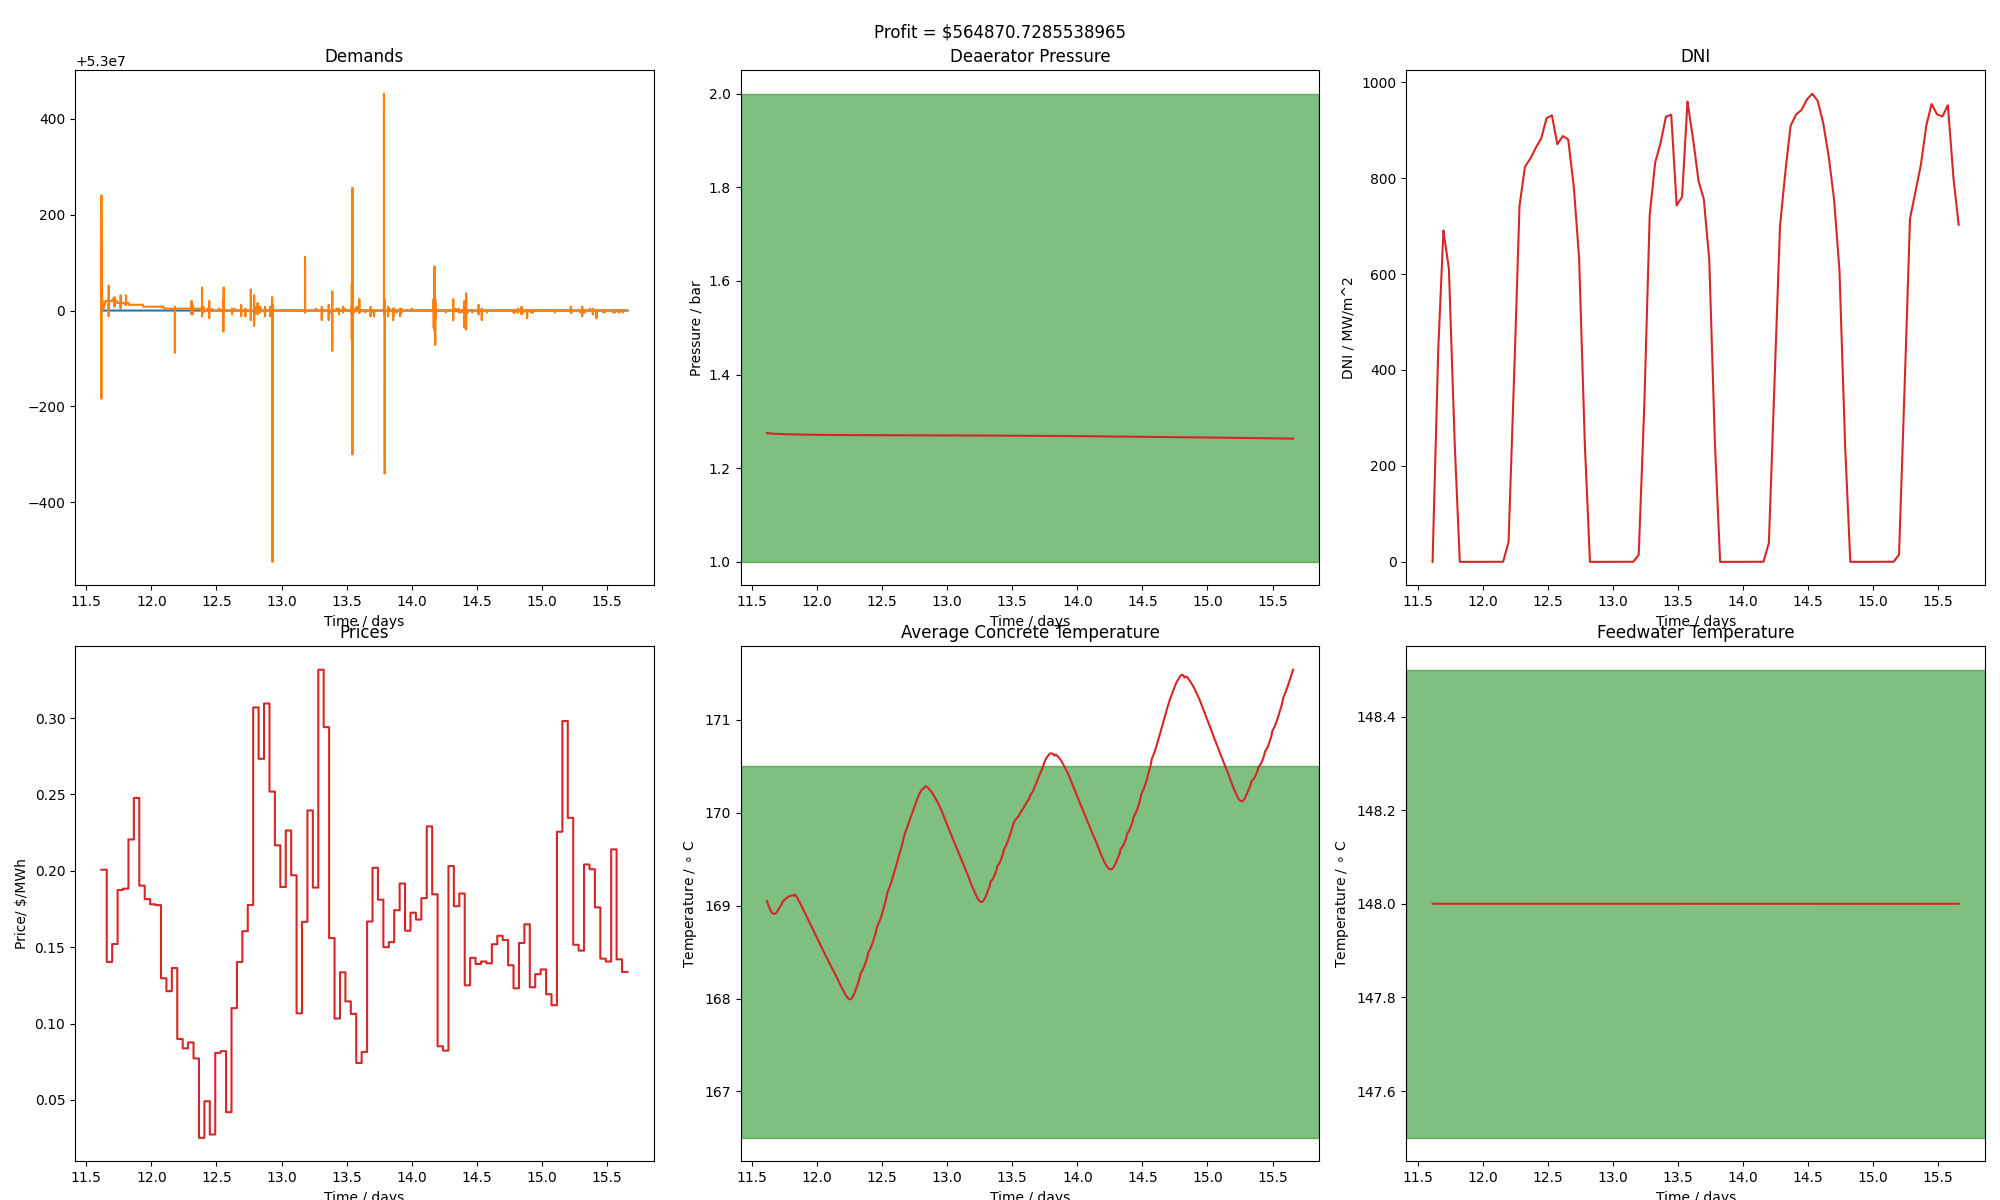 Profit = $564870.7285538965
Demands
+5.3e7
400
200
0
−200
−400
11.5 12.0 12.5 13.0 13.5 14.0 14.5 15.0 15.5
Time / days
Deaerator Pressure
Pressure / bar
2.0
1.8
1.6
1.4
1.2
1.0
11.5 12.0 12.5 13.0 13.5 14.0 14.5 15.0 15.5
Time / days
DNI
DNI / MW/m^2
1000
800
600
400
200
0
11.5 12.0 12.5 13.0 13.5 14.0 14.5 15.0 15.5
Time / days
Prices
Price/ $/MWh
0.30
0.25
0.20
0.15
0.10
0.05
11.5 12.0 12.5 13.0 13.5 14.0 14.5 15.0 15.5
Time / days
Average Concrete Temperature
Temperature / ∘ C
171
170
169
168
167
11.5 12.0 12.5 13.0 13.5 14.0 14.5 15.0 15.5
Time / days
Feedwater Temperature
Temperature / ∘ C
148.4
148.2
148.0
147.8
147.6
11.5 12.0 12.5 13.0 13.5 14.0 14.5 15.0 15.5
Time / days